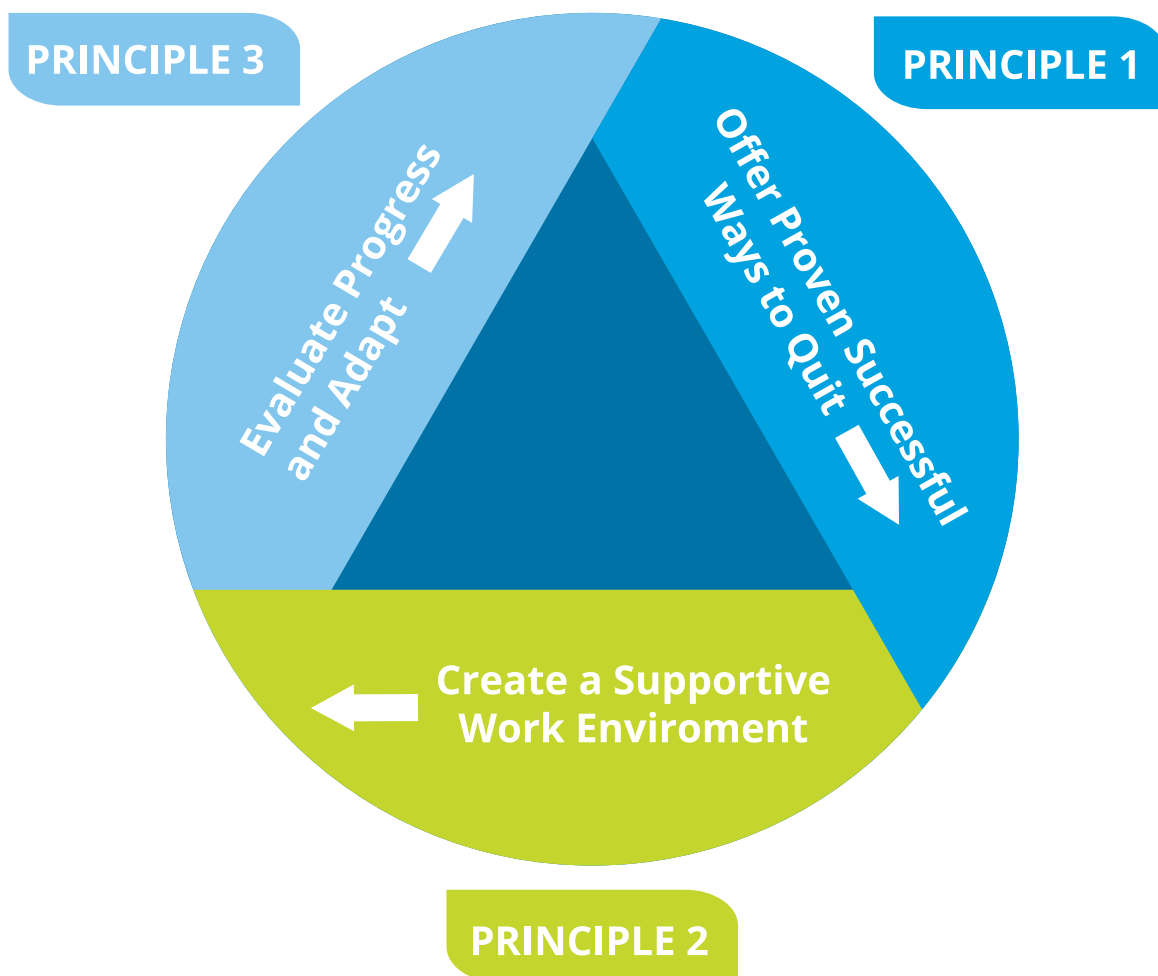 PRINCIPLE 3
PRINCIPLE 1
Offer Proven Successful
Ways to Quit
Evaluate Progress
and Adapt
Create a Supportive
Work Enviroment
PRINCIPLE 2